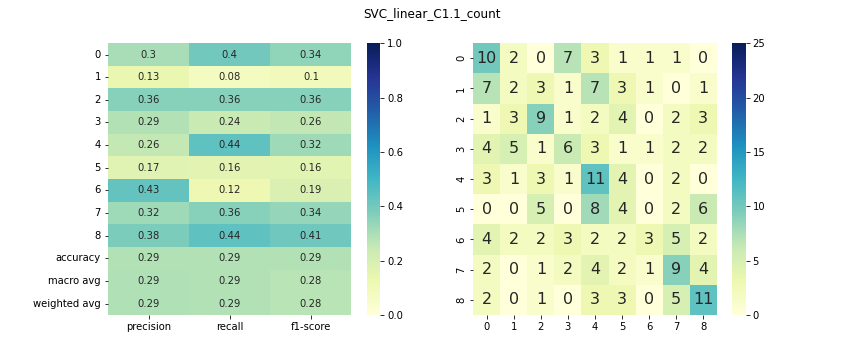 SVC_linear_C1.1_count
0 0.3 0.4 0.34
1 0.13 0.08 0.1
2 0.36 0.36 0.36
3 0.29 0.24 0.26
4 0.26 0.44 0.32
5 0.17 0.16 0.16
6 0.43 0.12 0.19
7 0.32 0.36 0.34
8 0.38 0.44 0.41
accuracy 0.29 0.29 0.29
macro avg 0.29 0.29 0.28
weighted avg 0.29 0.29 0.28
precision recall f1-score
1.0
0.8
0.6
0.4
0.2
0.0
0 10 2 0 7 3 1 1 1 0
1 7 2 3 1 7 3 1 0 1
2 1 3 9 1 2 4 0 2 3
3 4 5 1 6 3 1 1 2 2
4 3 1 3 1 11 4 0 2 0
5 0 0 5 0 8 4 0 2 6
6 4 2 2 3 2 2 3 5 2
7 2 0 1 2 4 2 1 9 4
8 2 0 1 0 3 3 0 5 11
0 1 2 3 4 5 6 7 8
25
20
15
10
5
0